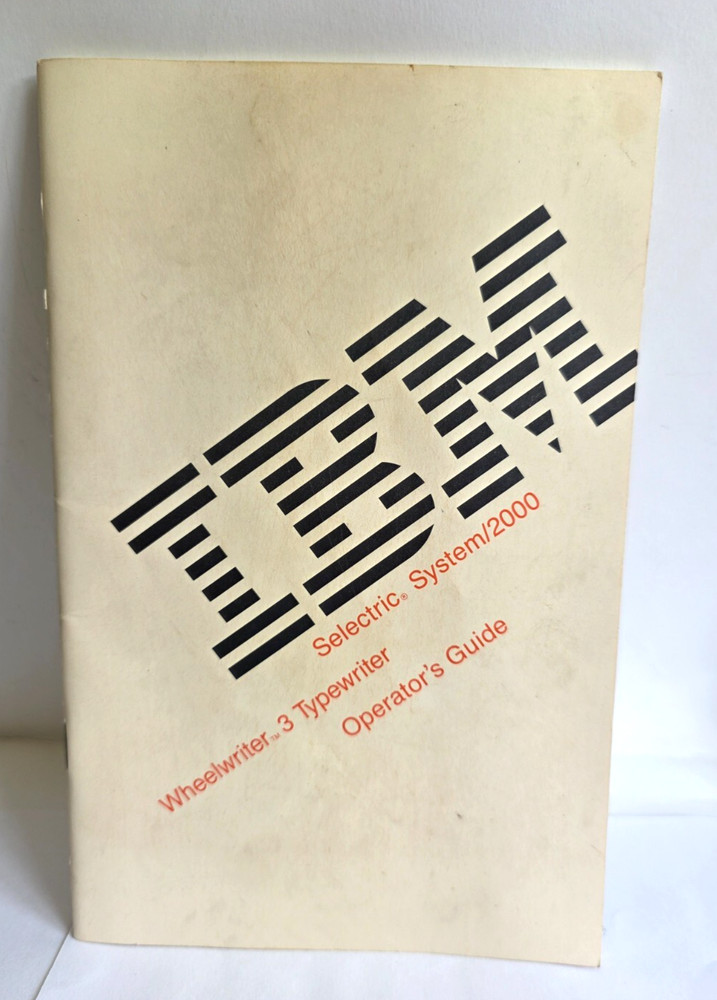 IBM
Selectric® System/2000
Wheelwriter™ 3 Typewriter
Operator's Guide